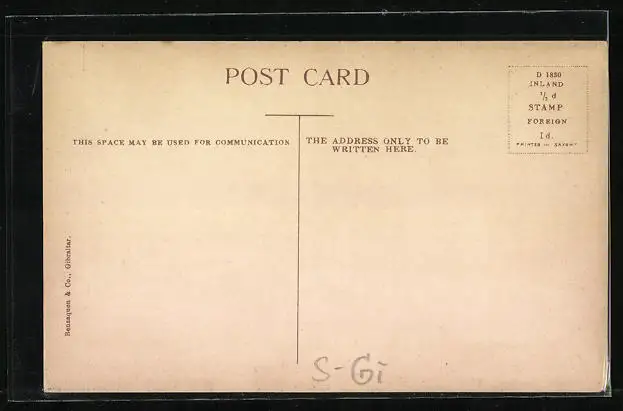 POST CARD
D 1850
INLAND
½ d
STAMP
FOREIGN
1d.
PRINTED IN SAXONY
THIS SPACE MAY BE USED FOR COMMUNICATION
THE ADDRESS ONLY TO BE
WRITTEN HERE.
Benzaquen & Co., Gibraltar.
S-Gi